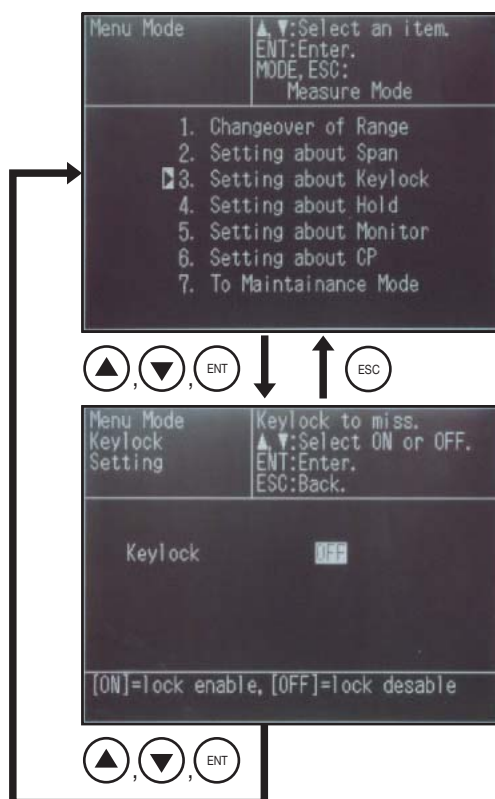 Menu Mode
▲,▼:Select an item.
ENT:Enter.
MODE,ESC:
Measure Mode
1. Changeover of Range
2. Setting about Span
3. Setting about Keylock
4. Setting about Hold
5. Setting about Monitor
6. Setting about CP
7. To Maintainance Mode
▲,▼,ENT
ESC
Menu Mode
Keylock
Setting
Keylock to miss.
▲,▼:Select ON or OFF.
ENT:Enter.
ESC:Back.
Keylock OFF
[ON]=lock enable,[OFF]=lock desable
▲,▼,ENT